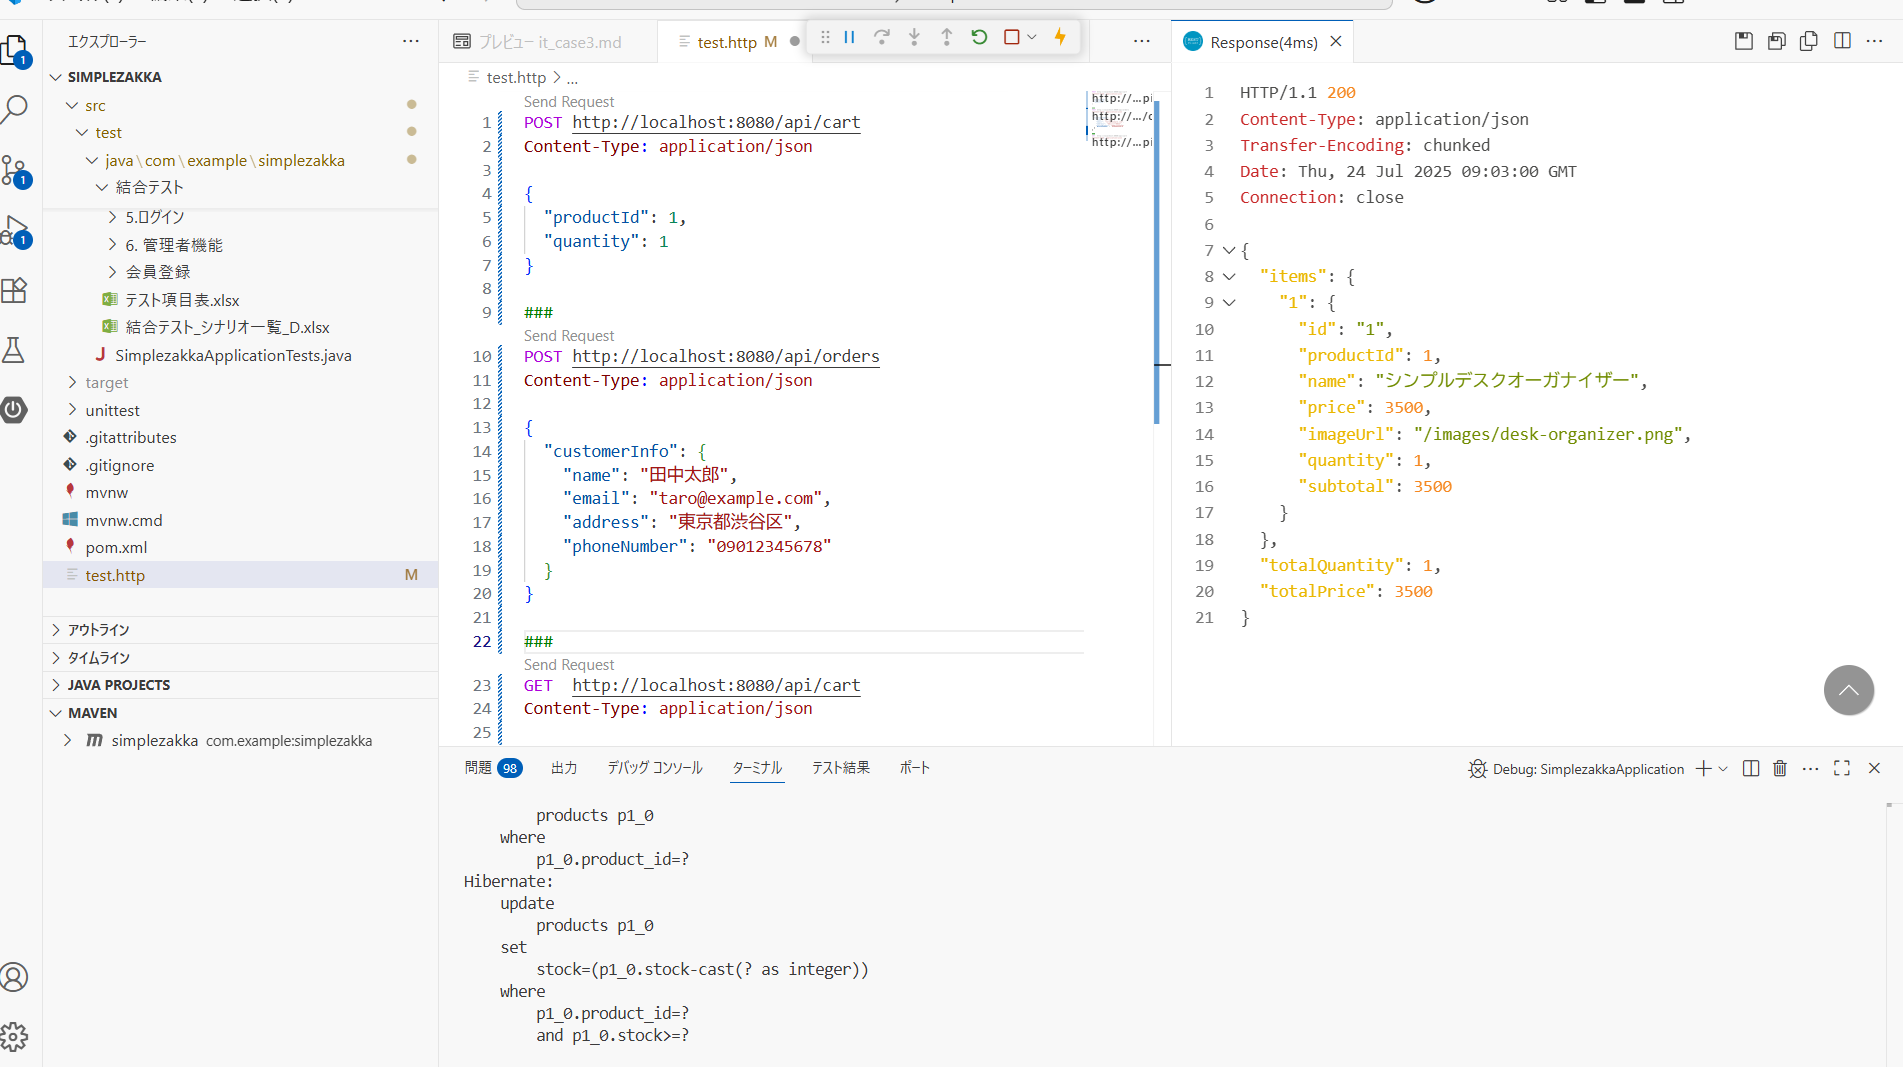 エクスプローラー
SIMPLEZAKKA
src
test
java\com\example\simplezakka
結合テスト
5.ログイン
6. 管理者機能
会員登録
テスト項目表.xlsx
結合テスト_シナリオ一覧_D.xlsx
SimplezakkaApplicationTests.java
target
unittest
.gitattributes
.gitignore
mvnw
mvnw.cmd
pom.xml
test.http M
アウトライン
タイムライン
JAVA PROJECTS
MAVEN
simplezakka com.example:simplezakka
1
1
1
プレビュー it_case3.md
test.http M
test.http > ...
Send Request
1 POST http://localhost:8080/api/cart
2 Content-Type: application/json
3
4 {
5 "productId": 1,
6 "quantity": 1
7 }
8
9 ###
Send Request
10 POST http://localhost:8080/api/orders
11 Content-Type: application/json
12
13 {
14 "customerInfo": {
15 "name": "田中太郎",
16 "email": "taro@example.com",
17 "address": "東京都渋谷区",
18 "phoneNumber": "09012345678"
19 }
20 }
21
22 ###
Send Request
23 GET http://localhost:8080/api/cart
24 Content-Type: application/json
25
http://...pi
http://.../c
http://...pi
Response(4ms)
1 HTTP/1.1 200
2 Content-Type: application/json
3 Transfer-Encoding: chunked
4 Date: Thu, 24 Jul 2025 09:03:00 GMT
5 Connection: close
6
7 {
8 "items": {
9 "1": {
10 "id": "1",
11 "productId": 1,
12 "name": "シンプルデスクオーガナイザー",
13 "price": 3500,
14 "imageUrl": "/images/desk-organizer.png",
15 "quantity": 1,
16 "subtotal": 3500
17 }
18 },
19 "totalQuantity": 1,
20 "totalPrice": 3500
21 }
問題 98 出力 デバッグ コンソール ターミナル テスト結果 ポート
Debug: SimplezakkaApplication
products p1_0
where
p1_0.product_id=?
Hibernate:
update
products p1_0
set
stock=(p1_0.stock-cast(? as integer))
where
p1_0.product_id=?
and p1_0.stock>=?